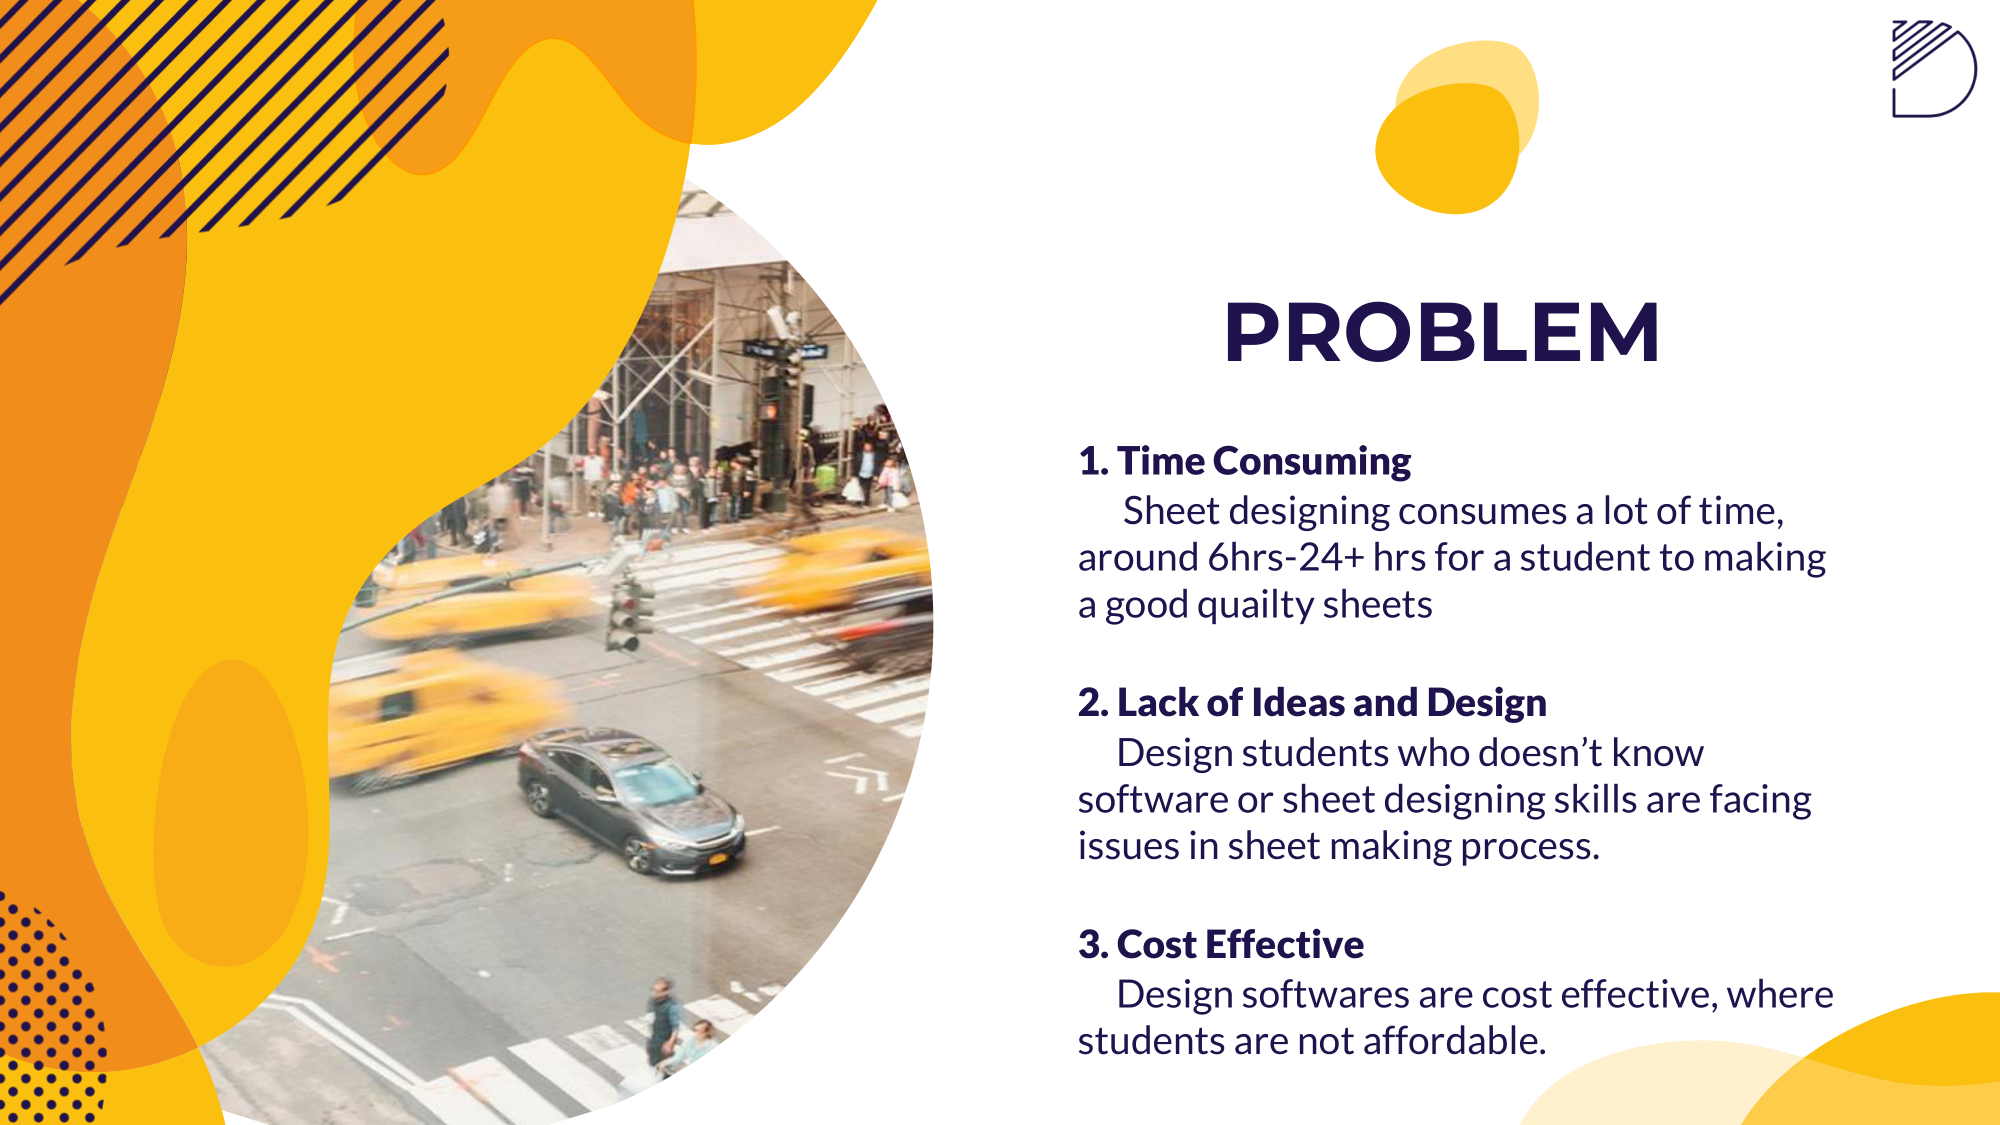 PROBLEM
1. Time Consuming
Sheet designing consumes a lot of time,
around 6hrs-24+ hrs for a student to making
a good quailty sheets
2. Lack of Ideas and Design
Design students who doesn’t know
software or sheet designing skills are facing
issues in sheet making process.
3. Cost Effective
Design softwares are cost effective, where
students are not affordable.